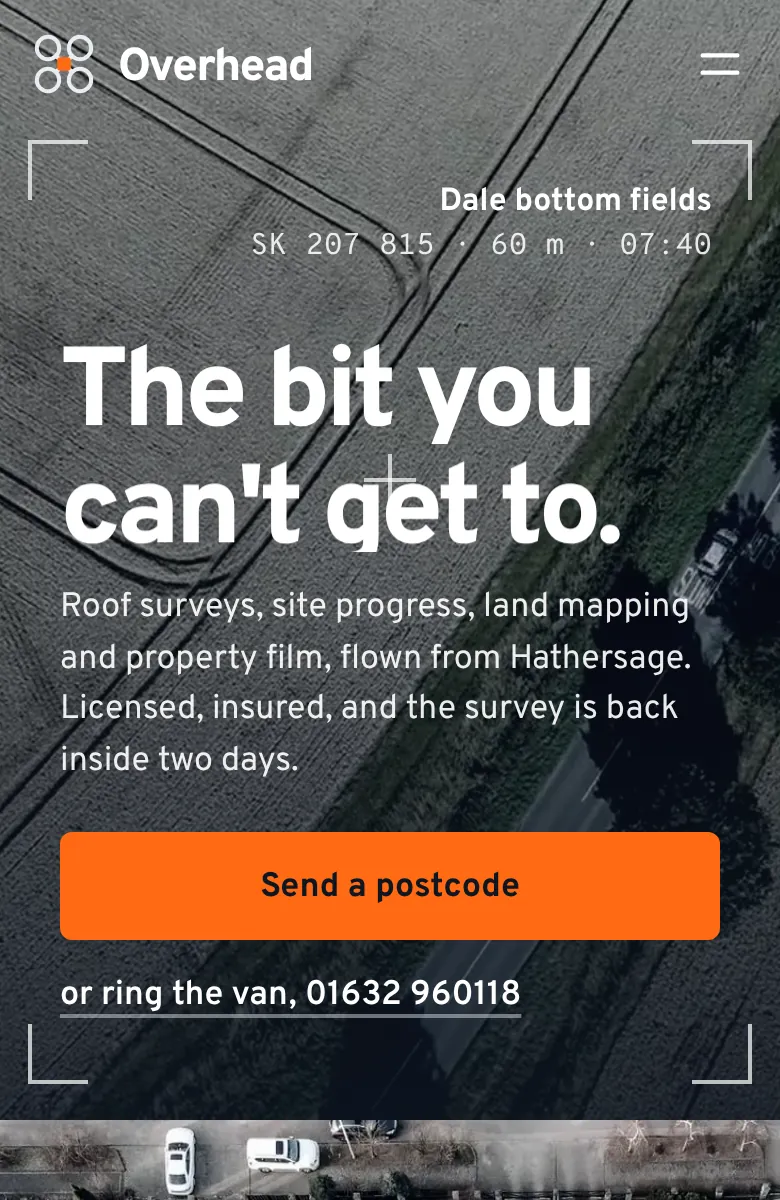 Overhead
Dale bottom fields
SK 207 815 · 60 m · 07:40
The bit you
can't get to.
Roof surveys, site progress, land mapping
and property film, flown from Hathersage.
Licensed, insured, and the survey is back
inside two days.
Send a postcode
or ring the van, 01632 960118